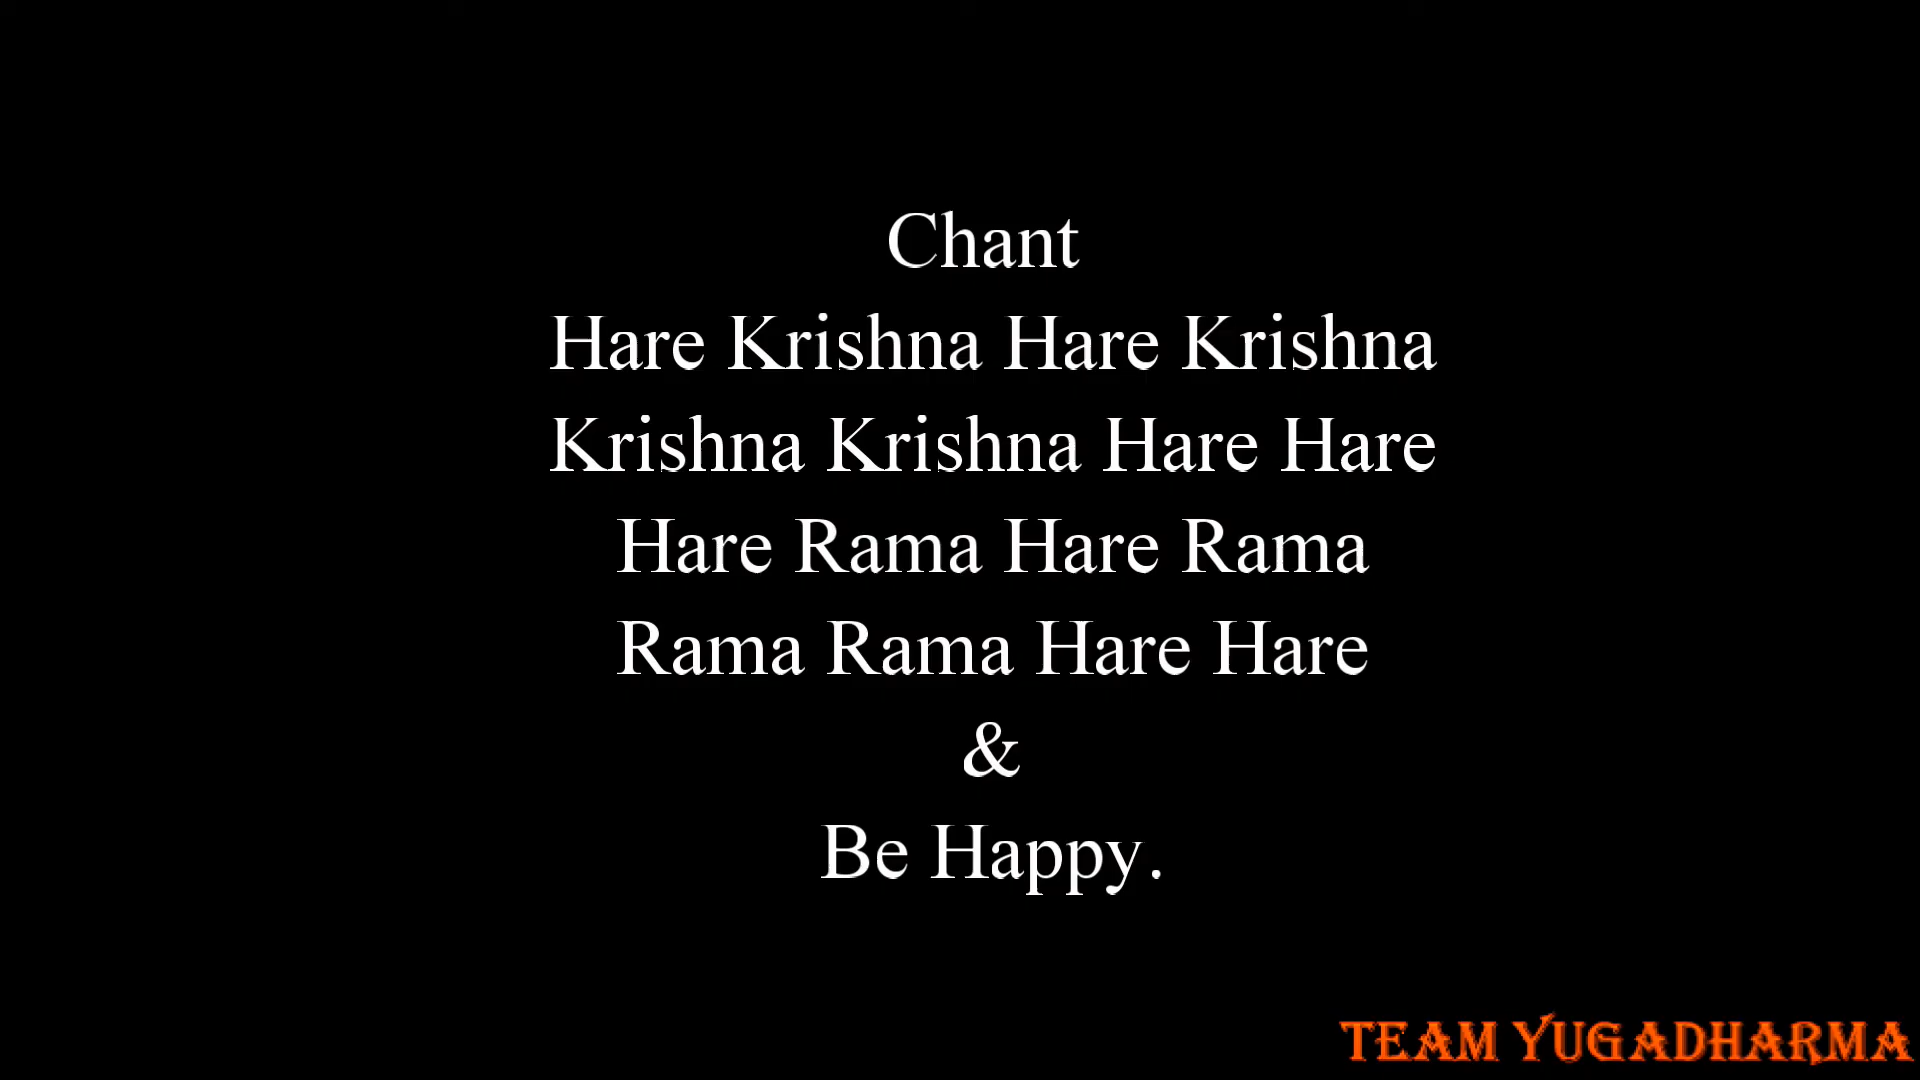 Chant
Hare Krishna Hare Krishna
Krishna Krishna Hare Hare
Hare Rama Hare Rama
Rama Rama Hare Hare
&
Be Happy.
TEAM YUGADHARMA